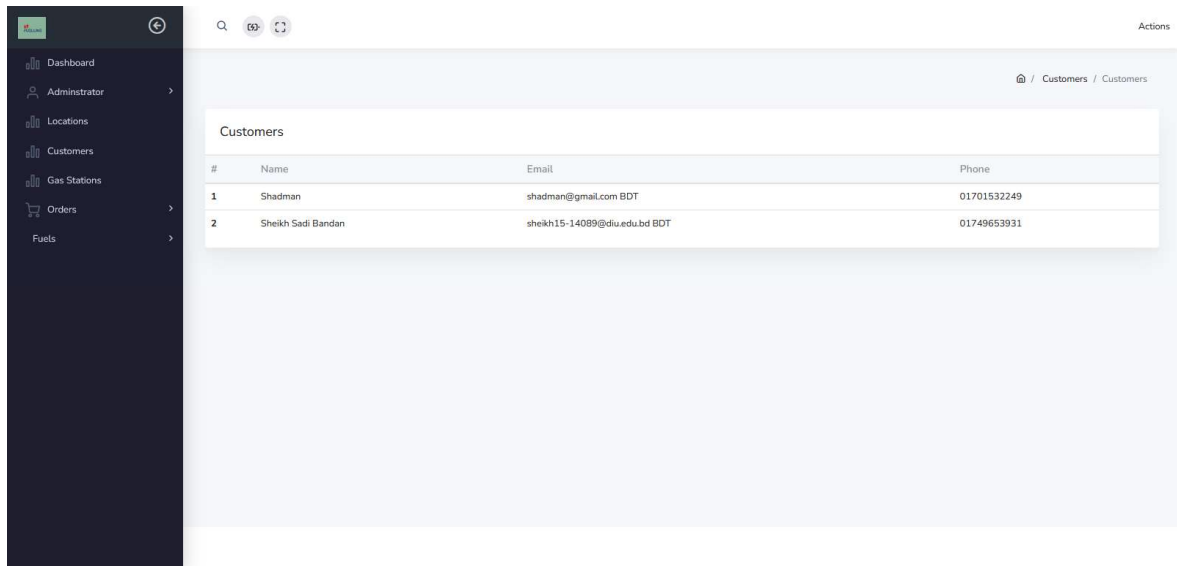 Actions
Dashboard
Adminstrator
Locations
Customers
Gas Stations
Orders
Fuels
/ Customers / Customers
Customers
# Name Email Phone
1 Shadman shadman@gmail.com BDT 01701532249
2 Sheikh Sadi Bandan sheikh15-14089@diu.edu.bd BDT 01749653931